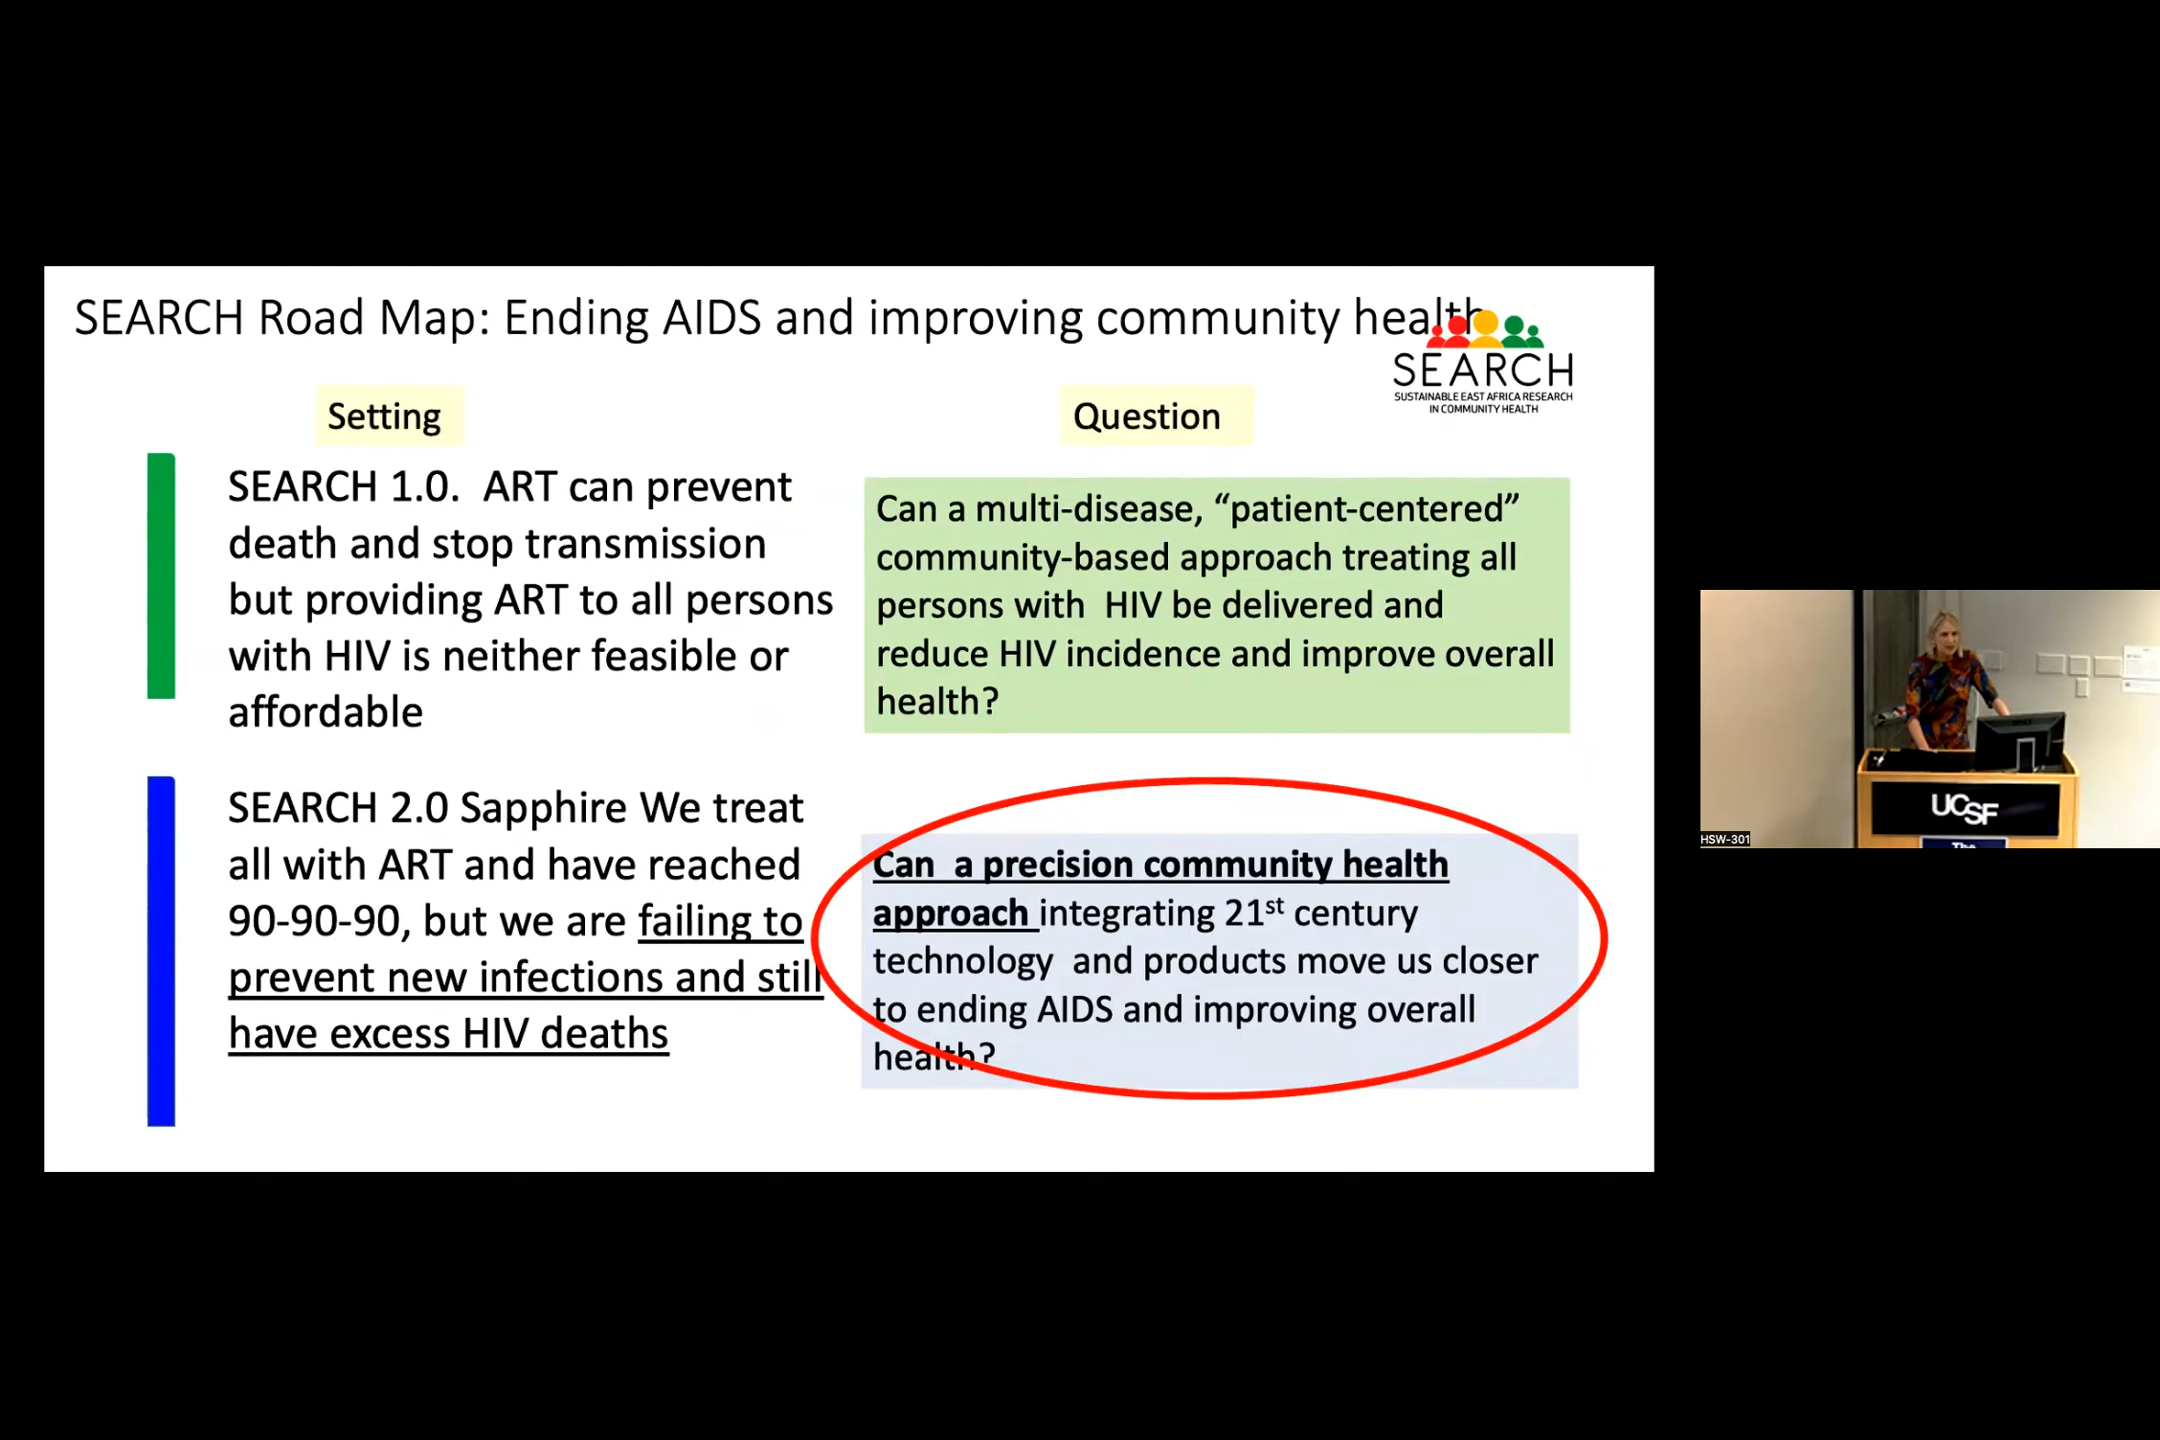 SEARCH Road Map: Ending AIDS and improving community health
SEARCH
SUSTAINABLE EAST AFRICA RESEARCH
IN COMMUNITY HEALTH
Setting
Question
SEARCH 1.0.  ART can prevent
death and stop transmission
but providing ART to all persons
with HIV is neither feasible or
affordable
Can a multi-disease, “patient-centered”
community-based approach treating all
persons with  HIV be delivered and
reduce HIV incidence and improve overall
health?
SEARCH 2.0 Sapphire We treat
all with ART and have reached
90-90-90, but we are failing to
prevent new infections and still
have excess HIV deaths
Can  a precision community health
approach integrating 21st century
technology  and products move us closer
to ending AIDS and improving overall
health?
UCSF
The
HSW-301